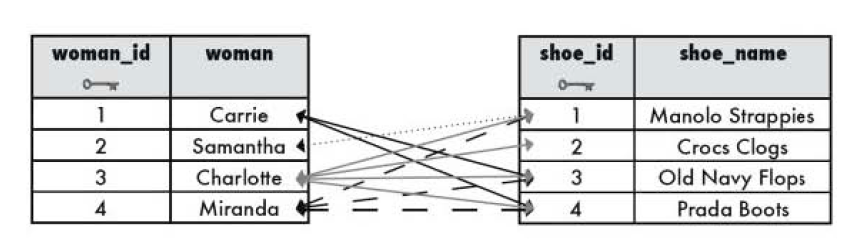 woman_id woman shoe_id shoe_name
1 Carrie 1 Manolo Strappies
2 Samantha 2 Crocs Clogs
3 Charlotte 3 Old Navy Flops
4 Miranda 4 Prada Boots